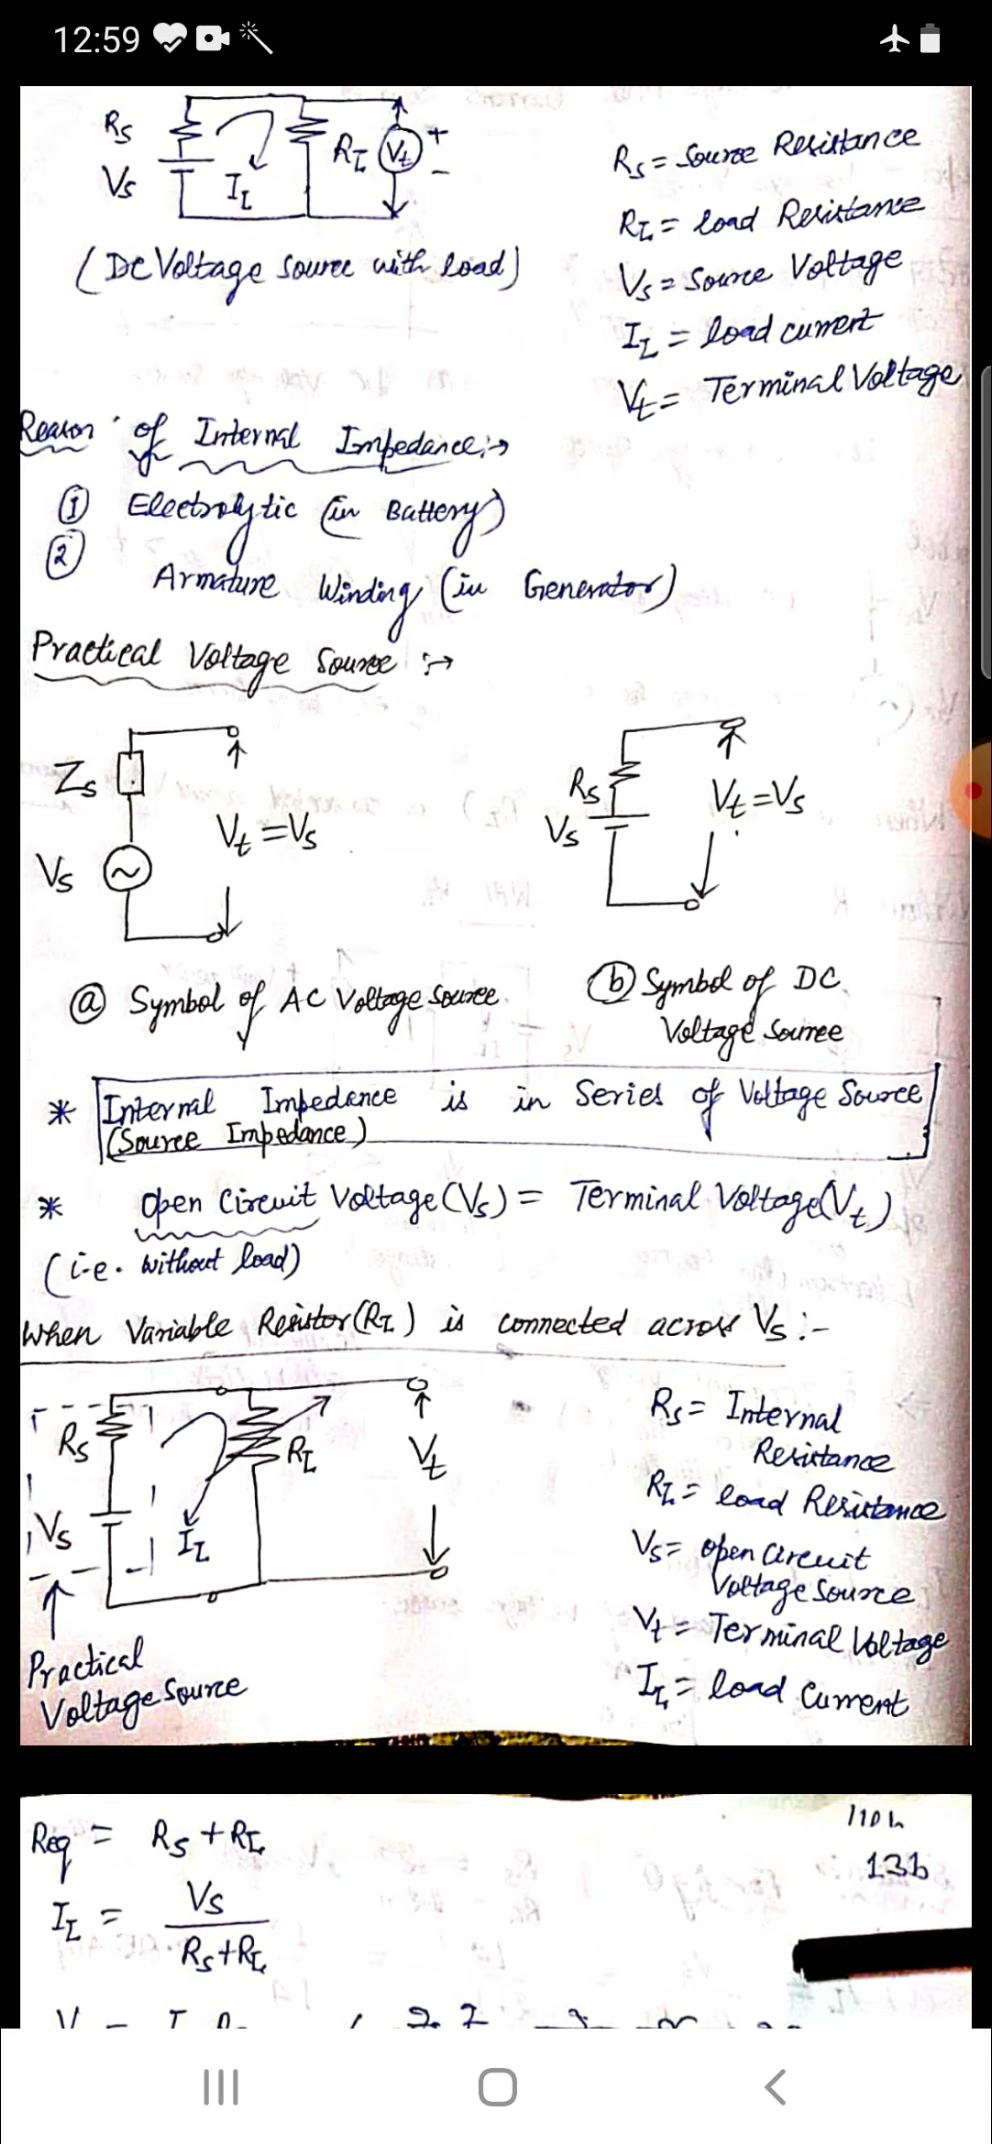 12:59
Rs
Vs
IL
RL
Vt
+
-
(DC Voltage Source with load)
Rs = Source Resistance
RL = load Resistance
Vs = Source Voltage
IL = load current
Vt = Terminal Voltage
Reason of Internal Impedance :→
① Electrolytic (in Battery)
② Armature Winding (in Generator)
Practical Voltage Source :→
Zs
Vs
Vt = Vs
Rs
Vs
Vt = Vs
ⓐ Symbol of AC Voltage Source
ⓑ Symbol of DC
Voltage Source
* Internal Impedence is in Series of Voltage Source
(Source Impedance)
* Open Circuit Voltage (Vs) = Terminal Voltage (Vt)
(i.e. without load)
When Variable Resistor (RL) is connected across Vs :-
Rs
Vs
IL
RL
Vt
Practical
Voltage Source
Rs = Internal
Resistance
RL = load Resistance
Vs = open circuit
Voltage Source
Vt = Terminal Voltage
IL = load Current
Req = Rs + RL
IL = Vs
Rs+RL
131